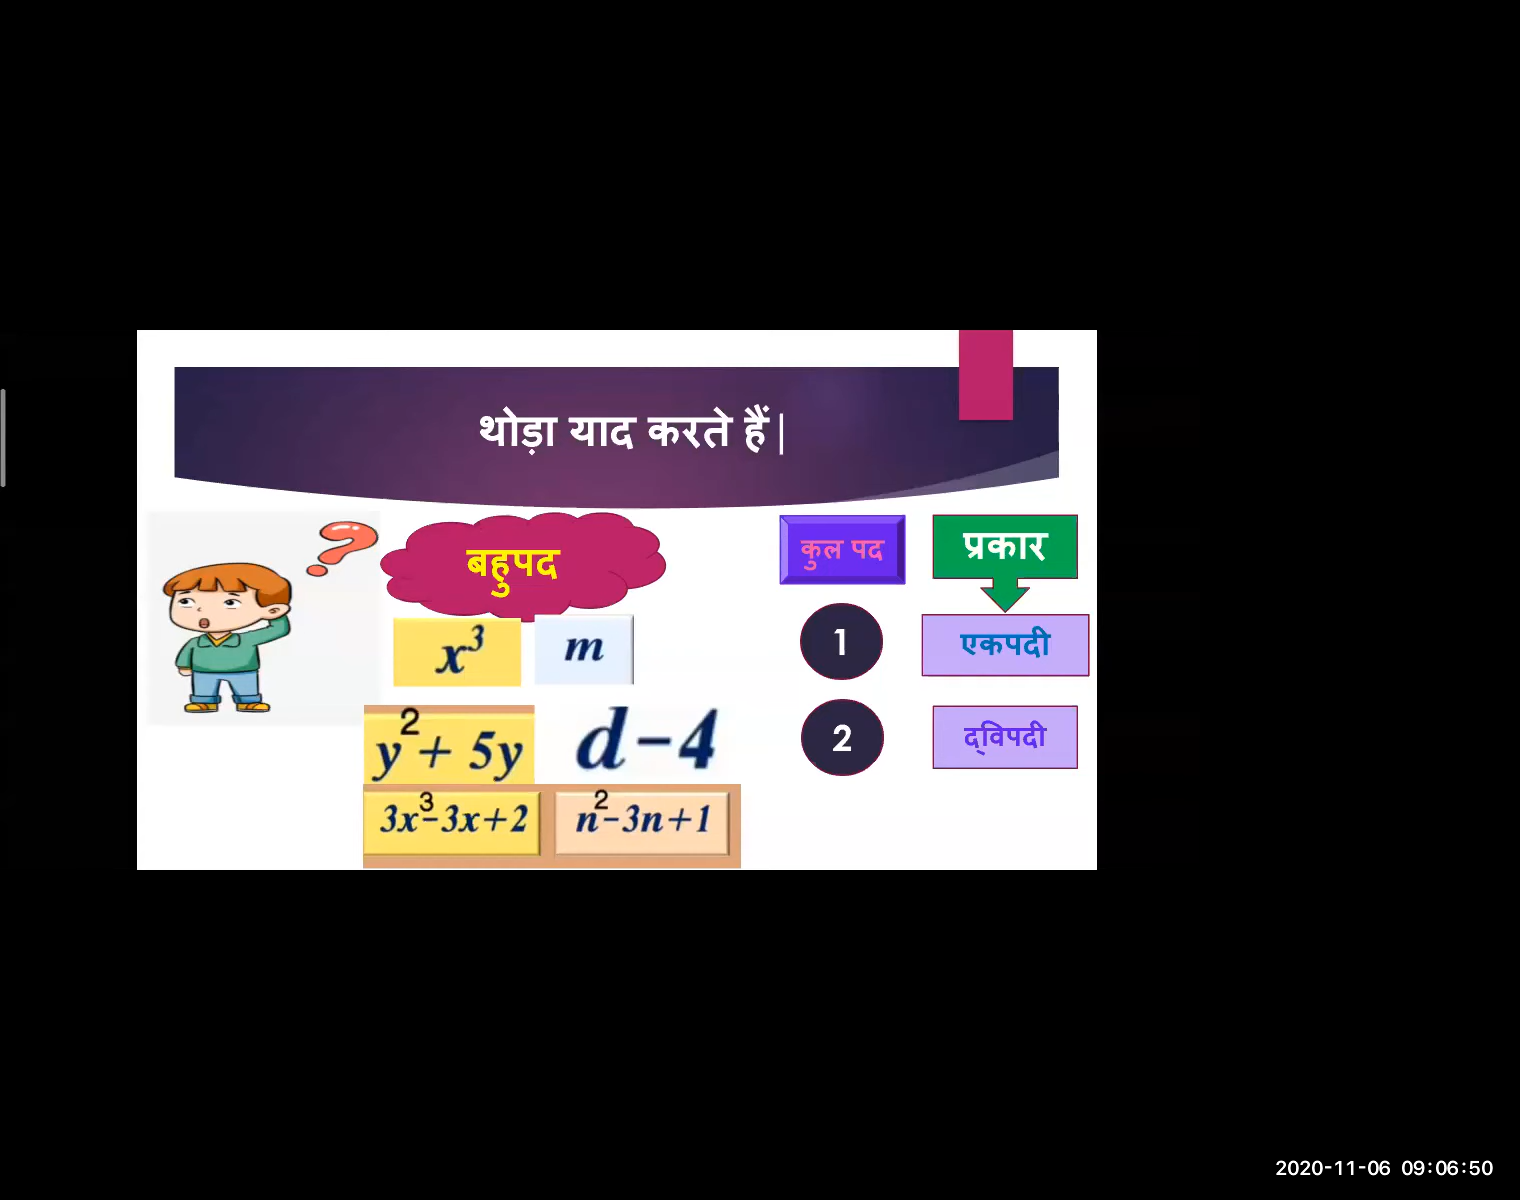 थोड़ा याद करते हैं|
बहुपद कुल पद प्रकार
x³ m 1 एकपदी
y²+ 5y d-4 2 द्विपदी
3x³-3x+2 n²-3n+1
2020-11-06 09:06:50